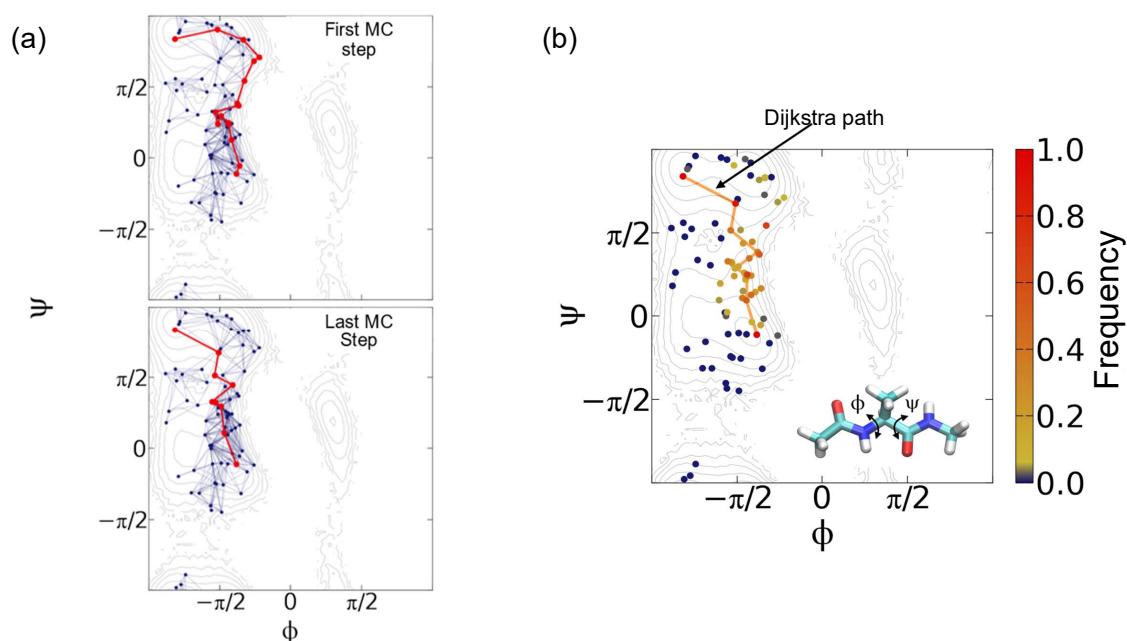 (a)
First MC
step
π/2
0
−π/2
Ψ
Last MC
Step
π/2
0
−π/2
−π/2 0 π/2
ϕ
(b)
Dijkstra path
π/2
0
−π/2
Ψ
ϕ ψ
−π/2 0 π/2
ϕ
1.0
0.8
0.6
0.4
0.2
0.0
Frequency